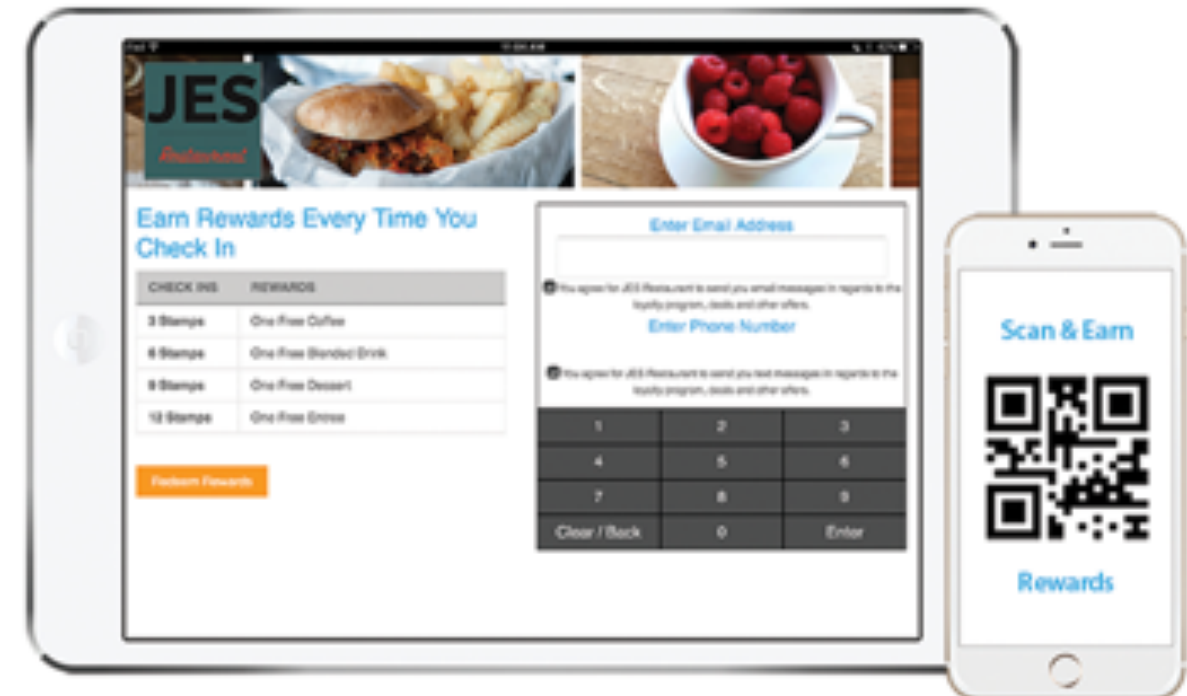 JES
Restaurant
Earn Rewards Every Time You
Check In
CHECK INS REWARDS
3 Stamps One Free Coffee
6 Stamps One Free Blended Drink
9 Stamps One Free Dessert
12 Stamps One Free Entree
Redeem Rewards
Enter Email Address
You agree for JES Restaurant to send you email messages in regards to the
loyalty program, deals and other offers.
Enter Phone Number
You agree for JES Restaurant to send you text messages in regards to the
loyalty program, deals and other offers.
1 2 3
4 5 6
7 8 9
Clear / Back 0 Enter
Scan & Earn
Rewards